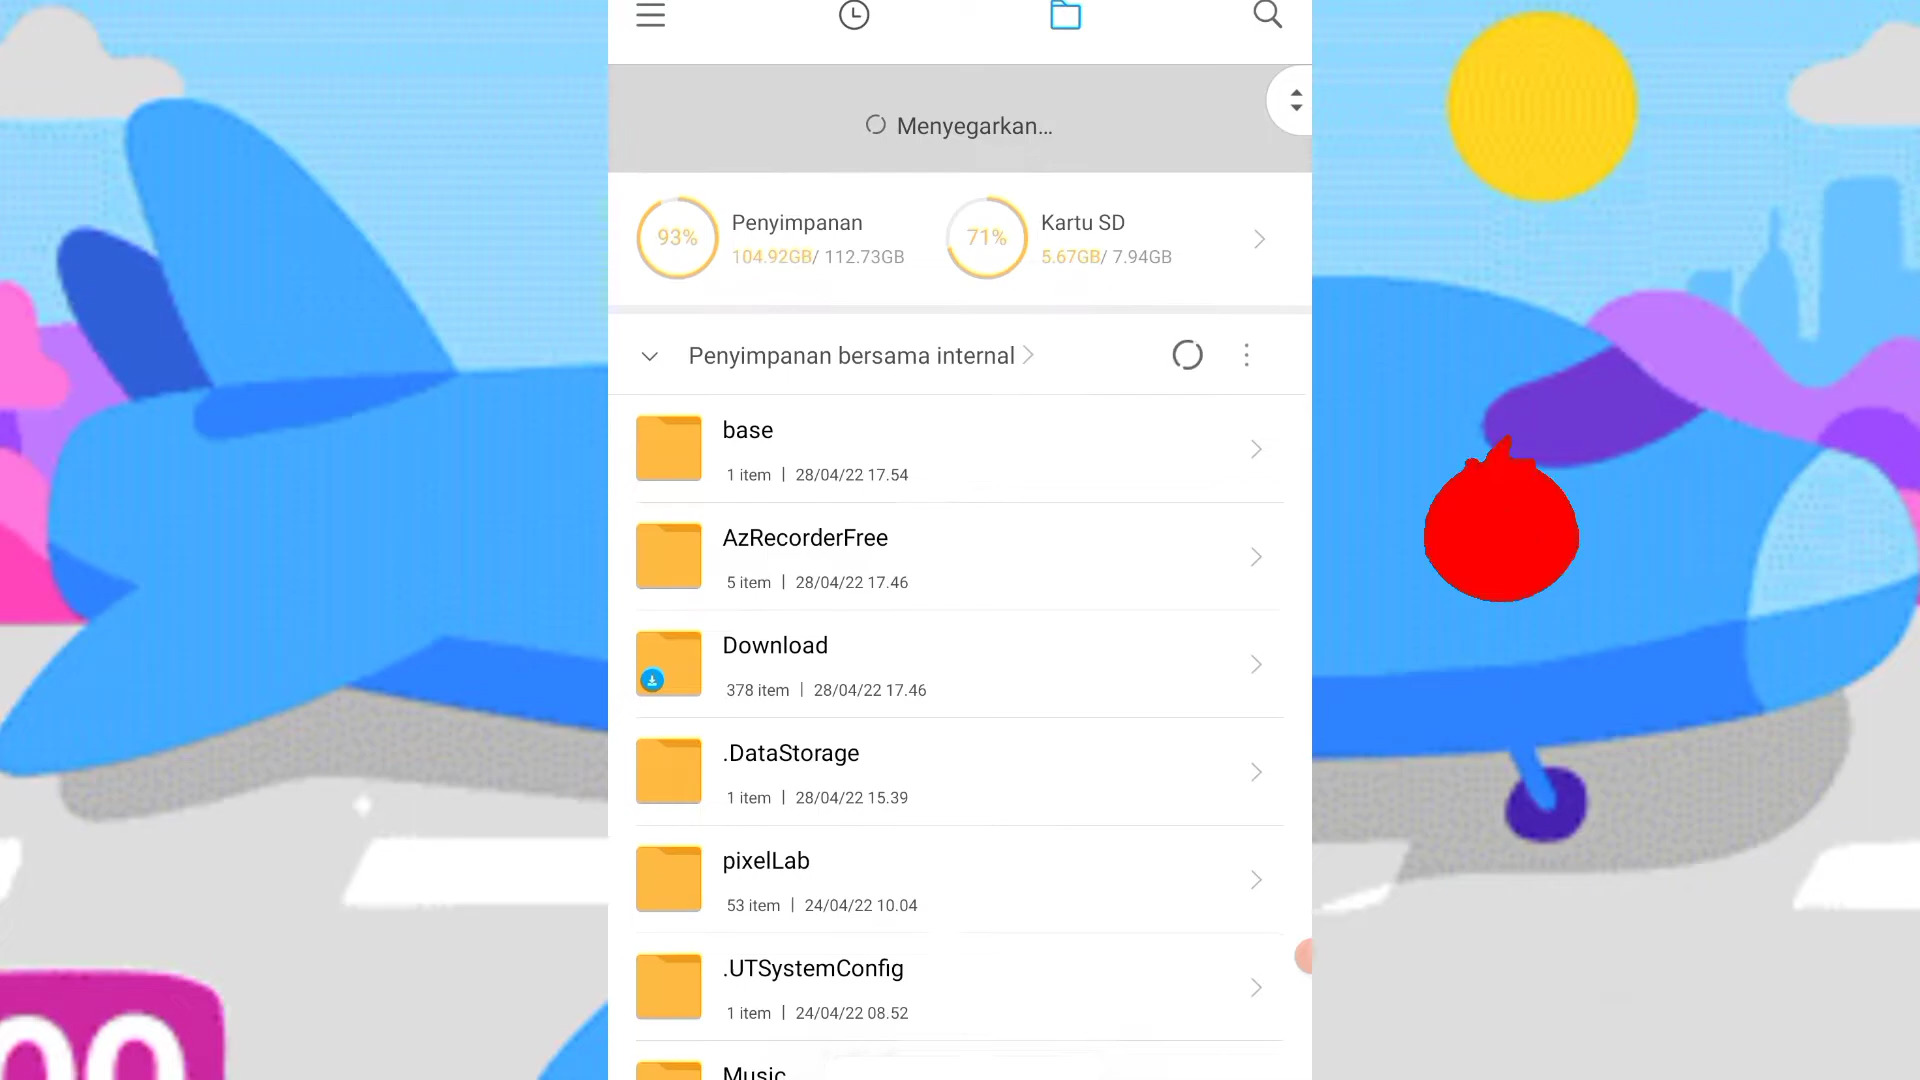 Menyegarkan...
93%
Penyimpanan
104.92GB/ 112.73GB
71%
Kartu SD
5.67GB/ 7.94GB
Penyimpanan bersama internal
base
1 item | 28/04/22 17.54
AzRecorderFree
5 item | 28/04/22 17.46
Download
378 item | 28/04/22 17.46
.DataStorage
1 item | 28/04/22 15.39
pixelLab
53 item | 24/04/22 10.04
.UTSystemConfig
1 item | 24/04/22 08.52
Music